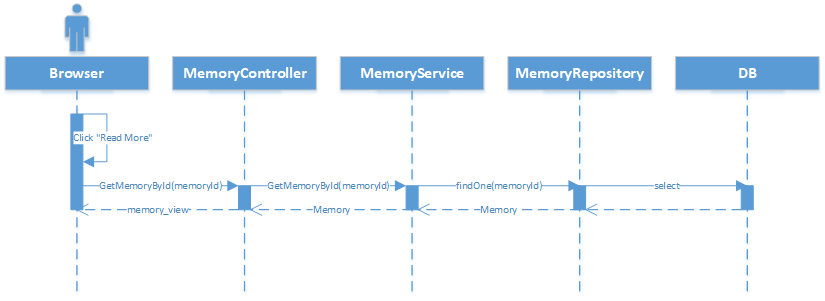 Browser
MemoryController
MemoryService
MemoryRepository
DB
Click "Read More"
GetMemoryById(memoryId)
GetMemoryById(memoryId)
findOne(memoryId)
select
memory_view
Memory
Memory